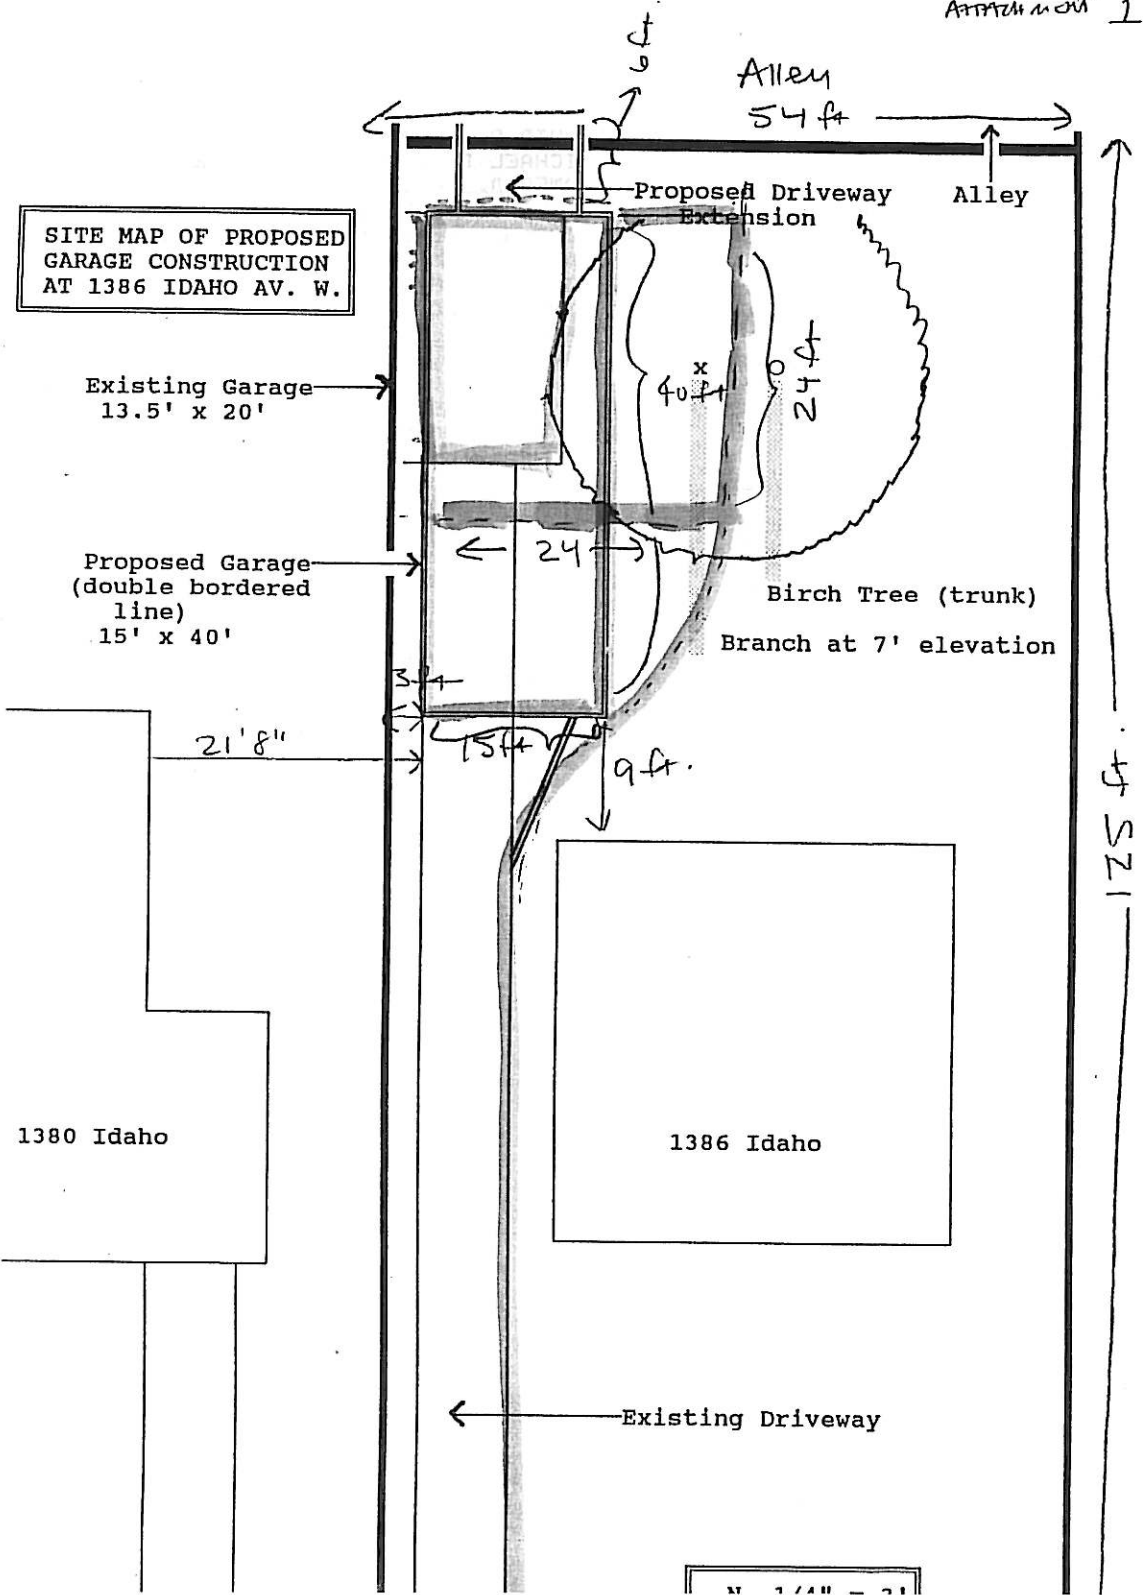 ATTACHMENT 1
6 ft
Alley
54 ft
Proposed Driveway
Extension
Alley
SITE MAP OF PROPOSED
GARAGE CONSTRUCTION
AT 1386 IDAHO AV. W.
Existing Garage
13.5' x 20'
x
O
40 ft
24 ft
24
Proposed Garage
(double bordered
line)
15' x 40'
Birch Tree (trunk)
Branch at 7' elevation
3 ft
21'8"
15 ft
9 ft.
125 ft
1380 Idaho
1386 Idaho
Existing Driveway